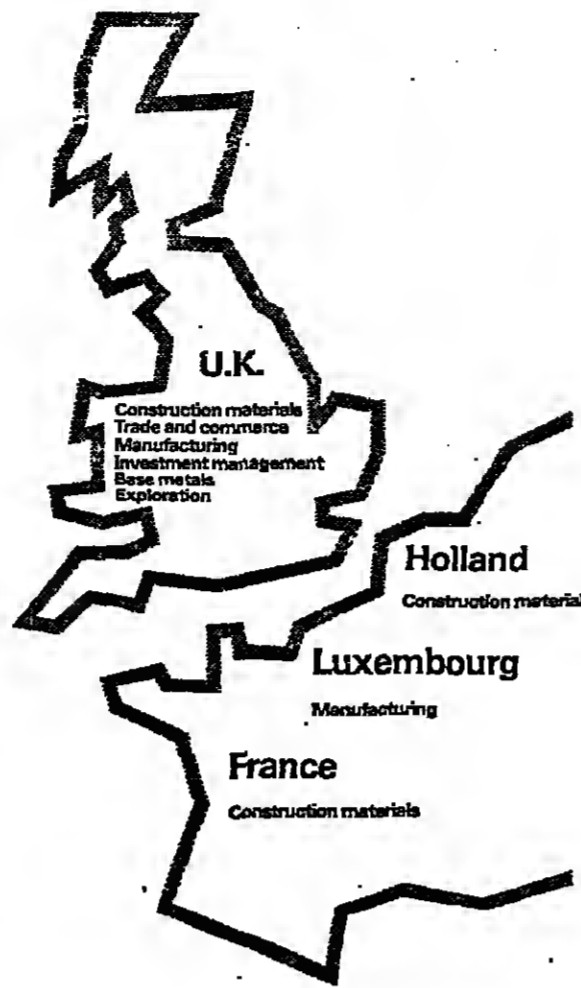 U.K.
Construction materials
Trade and commerce
Manufacturing
Investment management
Base metals
Exploration
Holland
Construction material
Luxembourg
Manufacturing
France
Construction materials